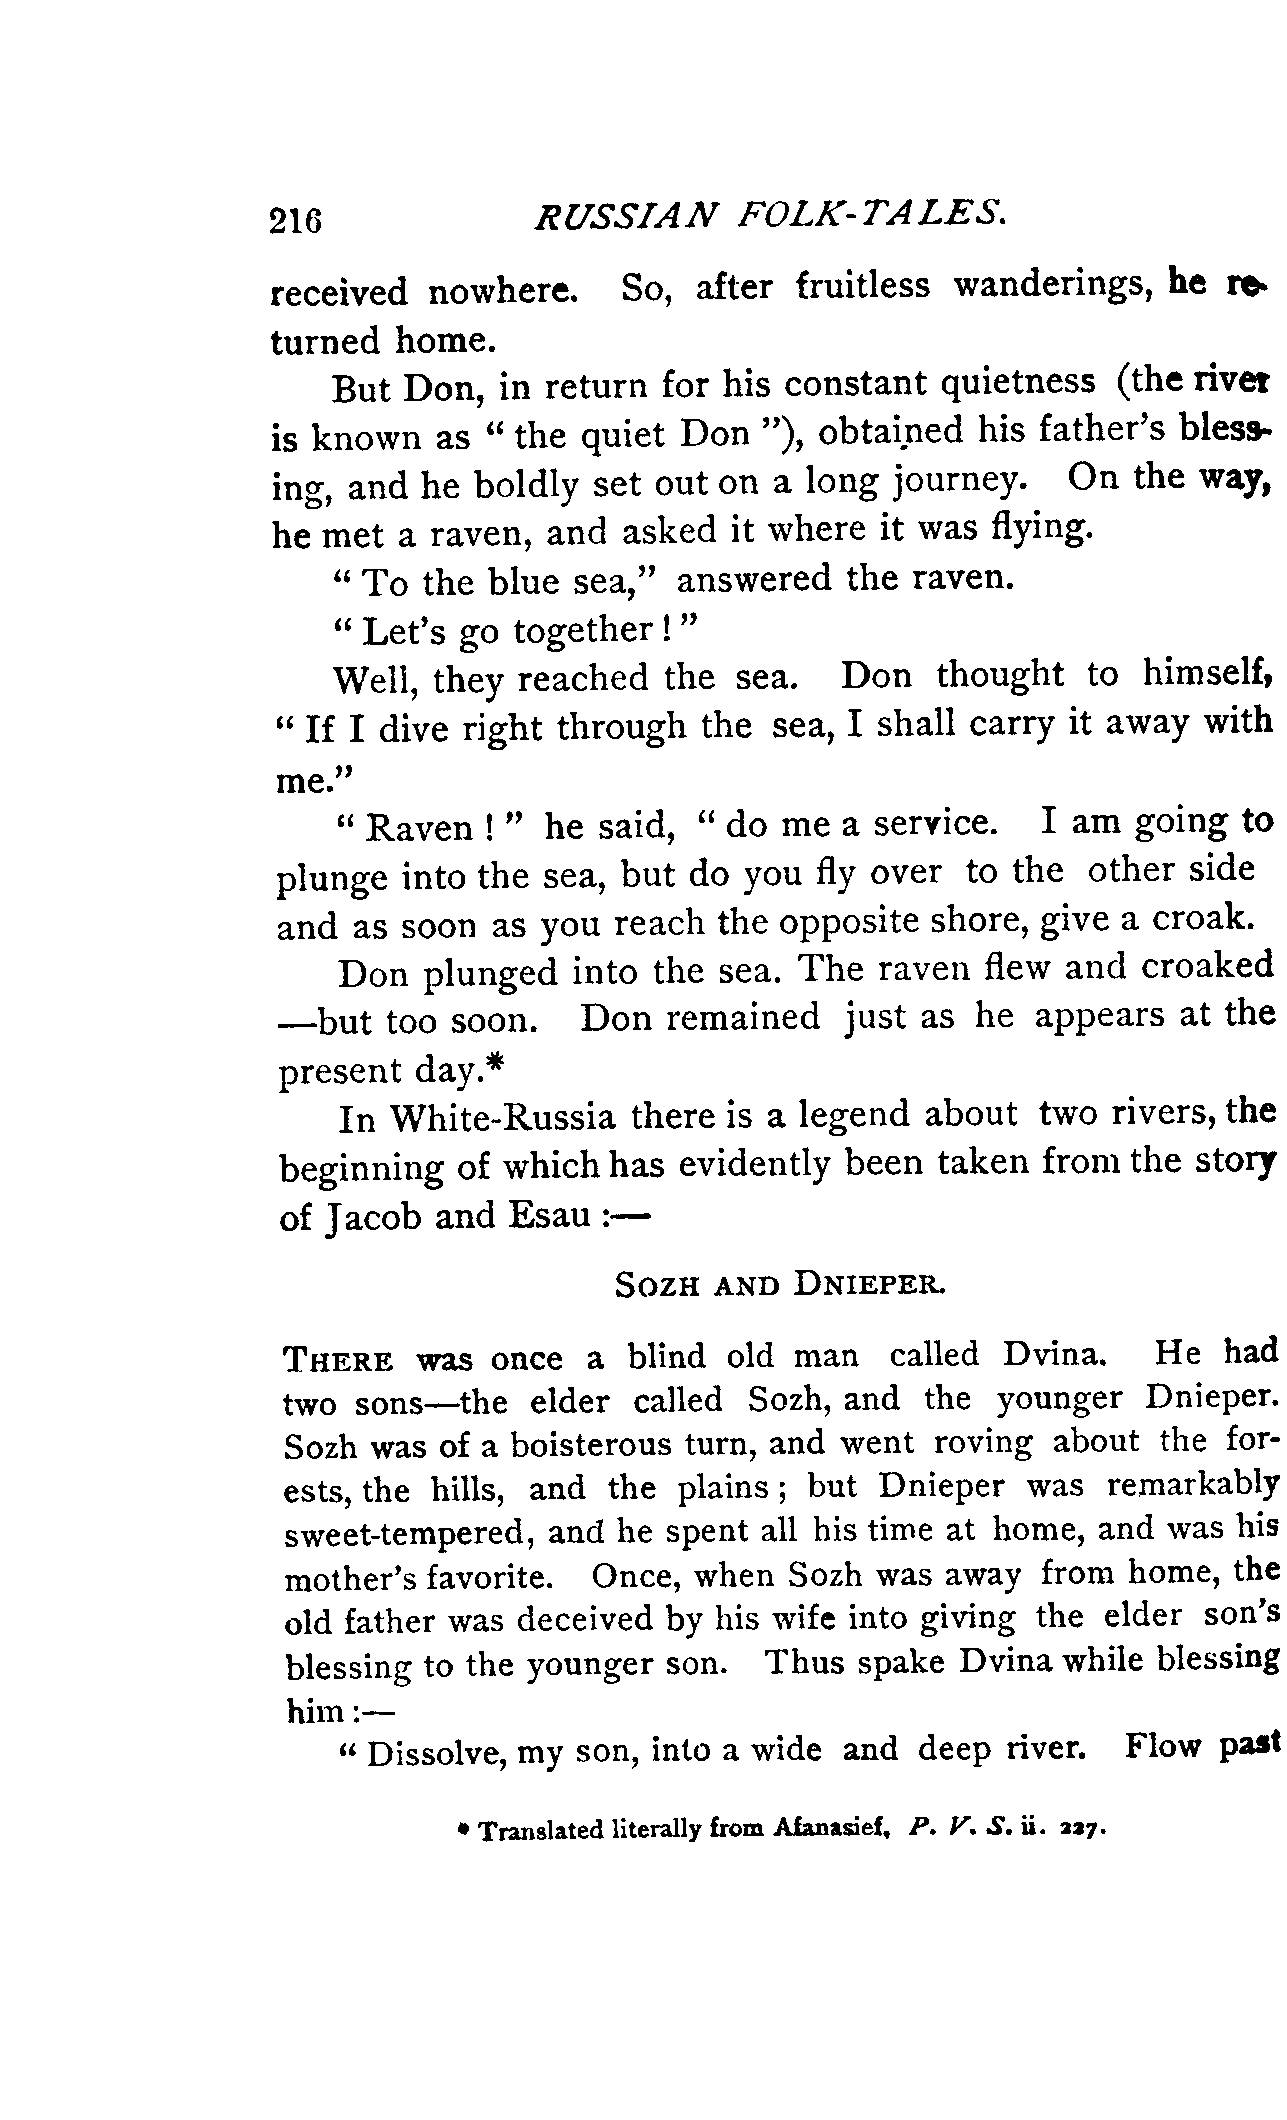 216 RUSSIAN FOLK-TALES.
received nowhere. So, after fruitless wanderings, he re-
turned home.
But Don, in return for his constant quietness (the river
is known as “ the quiet Don ”), obtained his father’s bless-
ing, and he boldly set out on a long journey. On the way,
he met a raven, and asked it where it was flying.
“ To the blue sea,” answered the raven.
“ Let’s go together ! ”
Well, they reached the sea. Don thought to himself,
“ If I dive right through the sea, I shall carry it away with
me.”
“ Raven ! ” he said, “ do me a service. I am going to
plunge into the sea, but do you fly over to the other side
and as soon as you reach the opposite shore, give a croak.
Don plunged into the sea. The raven flew and croaked
—but too soon. Don remained just as he appears at the
present day.*
In White-Russia there is a legend about two rivers, the
beginning of which has evidently been taken from the story
of Jacob and Esau :—
SOZH AND DNIEPER.
THERE was once a blind old man called Dvina. He had
two sons—the elder called Sozh, and the younger Dnieper.
Sozh was of a boisterous turn, and went roving about the for-
ests, the hills, and the plains ; but Dnieper was remarkably
sweet-tempered, and he spent all his time at home, and was his
mother’s favorite. Once, when Sozh was away from home, the
old father was deceived by his wife into giving the elder son’s
blessing to the younger son. Thus spake Dvina while blessing
him :—
“ Dissolve, my son, into a wide and deep river. Flow past
* Translated literally from Afanasief, P. V. S. ii. 227.